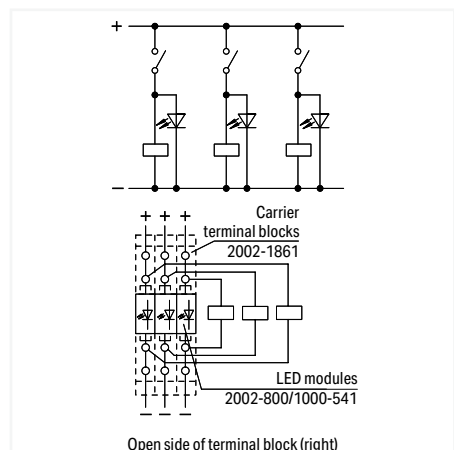 +
−
+ + +
Carrier
terminal blocks
2002-1861
LED modules
2002-800/1000-541
− − −
Open side of terminal block (right)